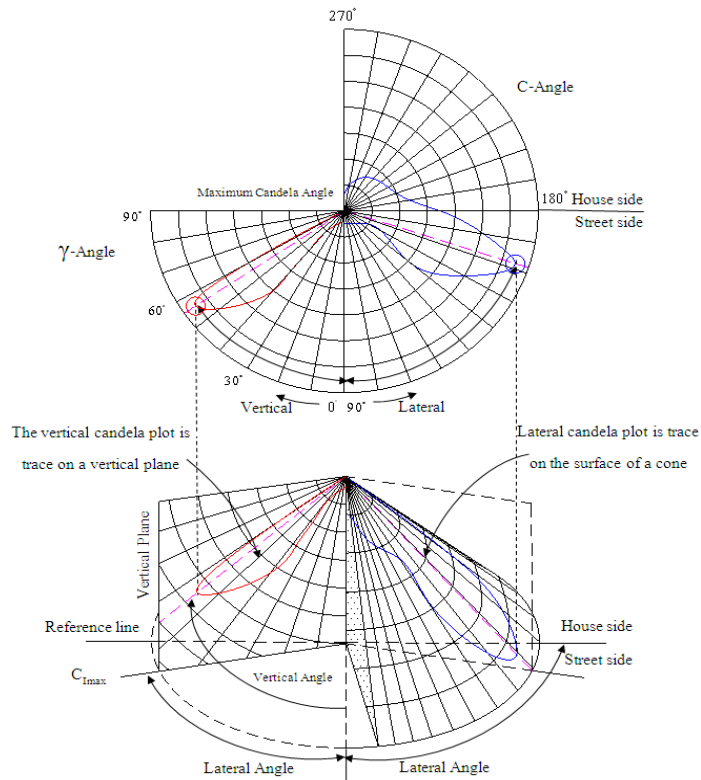 270°
C-Angle
Maximum Candela Angle
180° House side
90°
Street side
γ-Angle
60°
30°
Vertical 0° 90° Lateral
The vertical candela plot is
trace on a vertical plane
Lateral candela plot is trace
on the surface of a cone
Vertical Plane
Reference line
House side
Street side
CImax
Vertical Angle
Lateral Angle
Lateral Angle